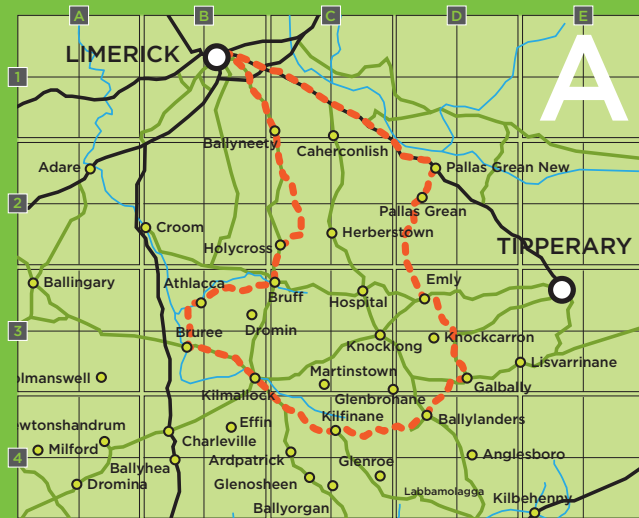 A B C D E
A
LIMERICK
1
Ballyneety
Caherconlish
Adare
Pallas Grean New
2
Pallas Grean
Croom
Herberstown
Holycross
TIPPERARY
Emly
Athlacca
Ballingary
Bruff
Hospital
Dromin
3
Bruree
Knocklong
Knockcarron
Lisvarrinane
Martinstown
olmanswell
Galbally
Kilmallock
Glenbrohane
Kilfinane
Ballylanders
Effin
wtonshandrum
Charleville
Milford
4
Ardpatrick
Glenroe
Anglesboro
Ballyhea
Dromina
Glenosheen
Labbamolagga
Kilbehenny
Ballyorgan